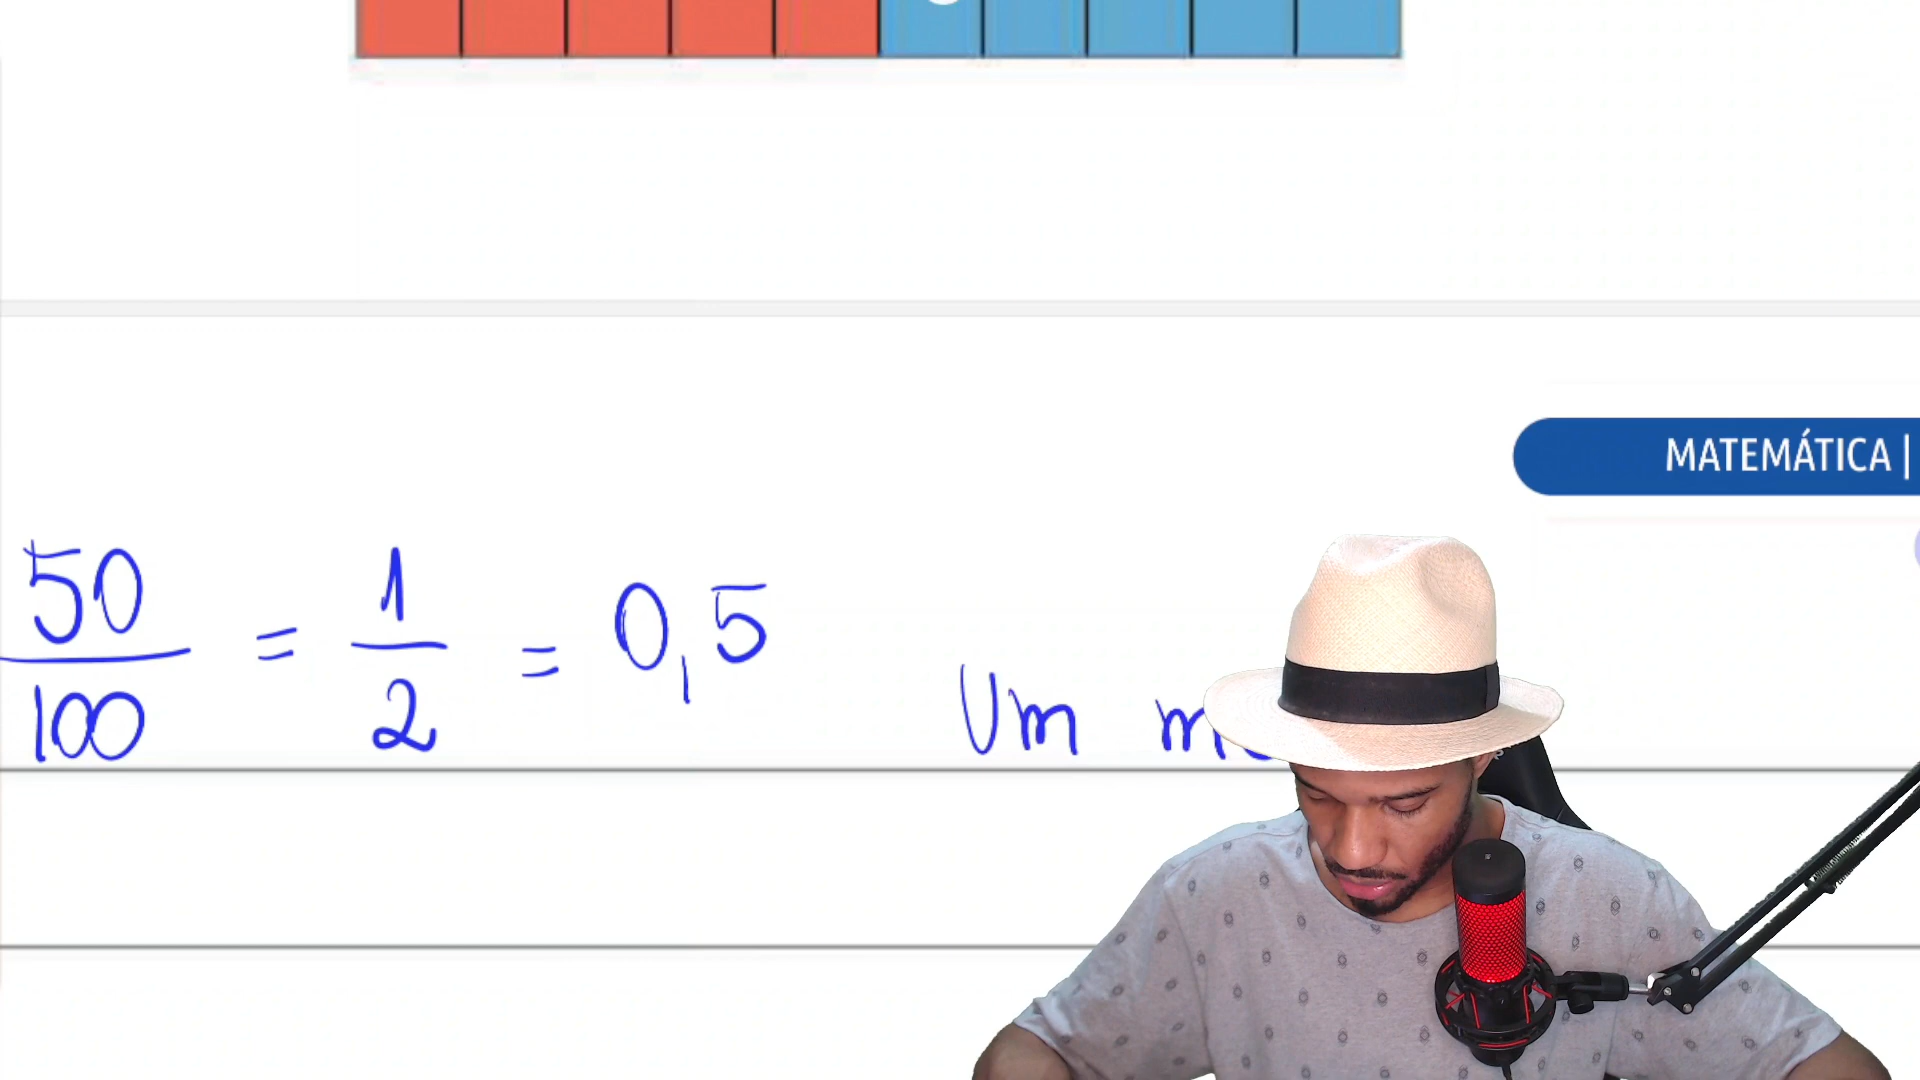 MATEMÁTICA |
50/100 = 1/2 = 0,5
Um